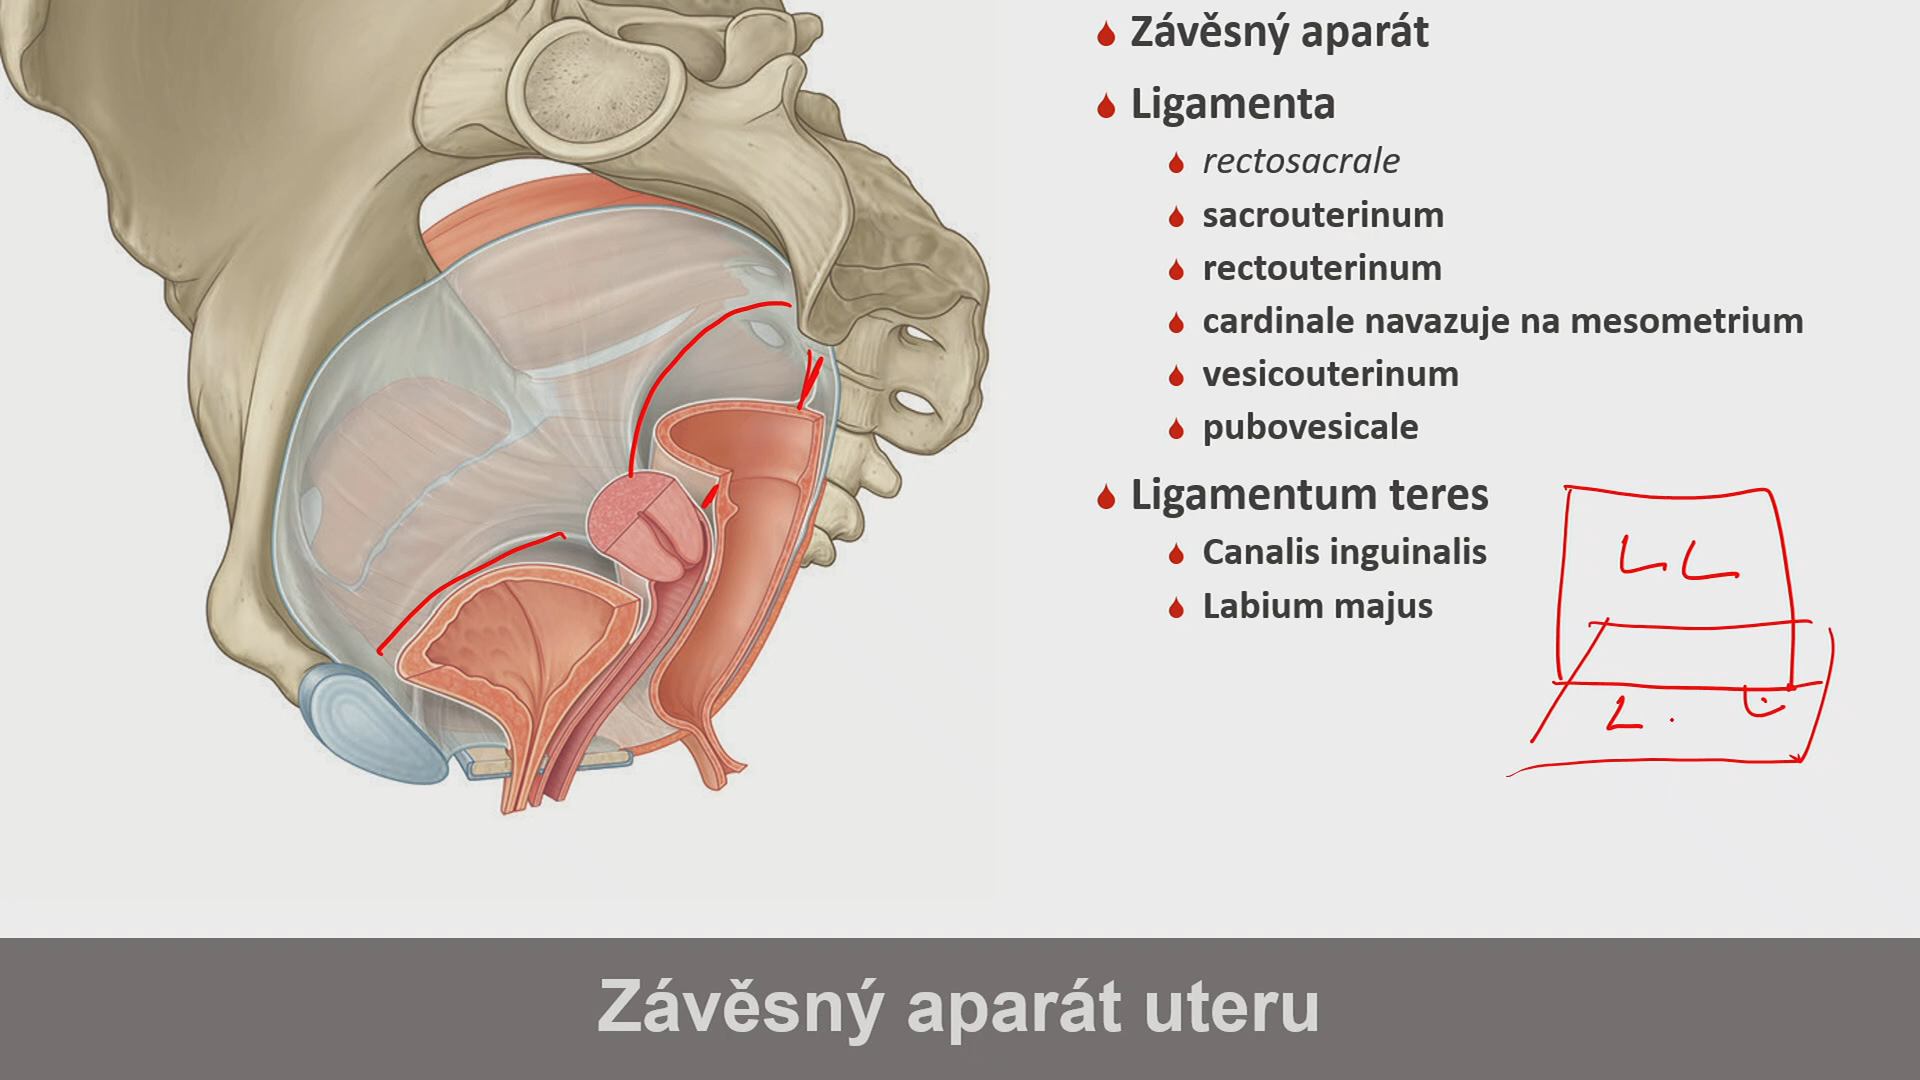 Závěsný aparát
Ligamenta
rectosacrale
sacrouterinum
rectouterinum
cardinale navazuje na mesometrium
vesicouterinum
pubovesicale
Ligamentum teres
Canalis inguinalis
Labium majus
Závěsný aparát uteru